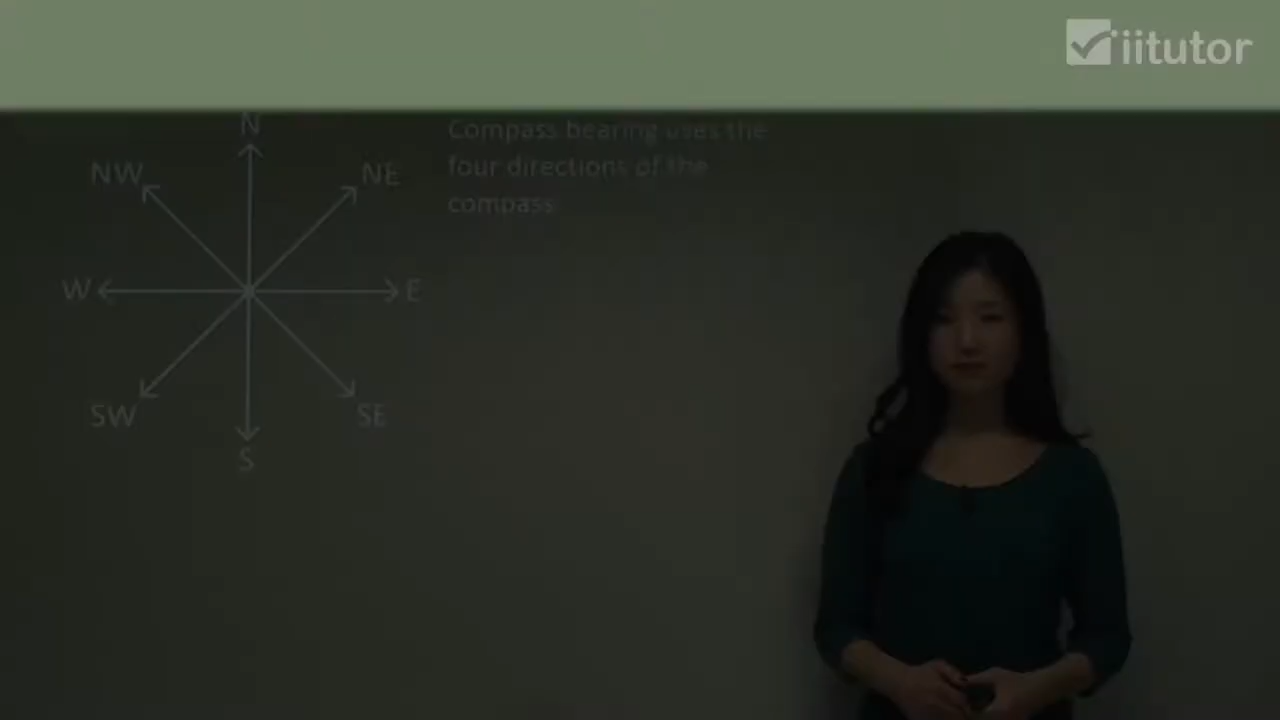 iitutor
N
Compass bearing uses the
four directions of the
compass
NW
NE
W
E
SW
SE
S